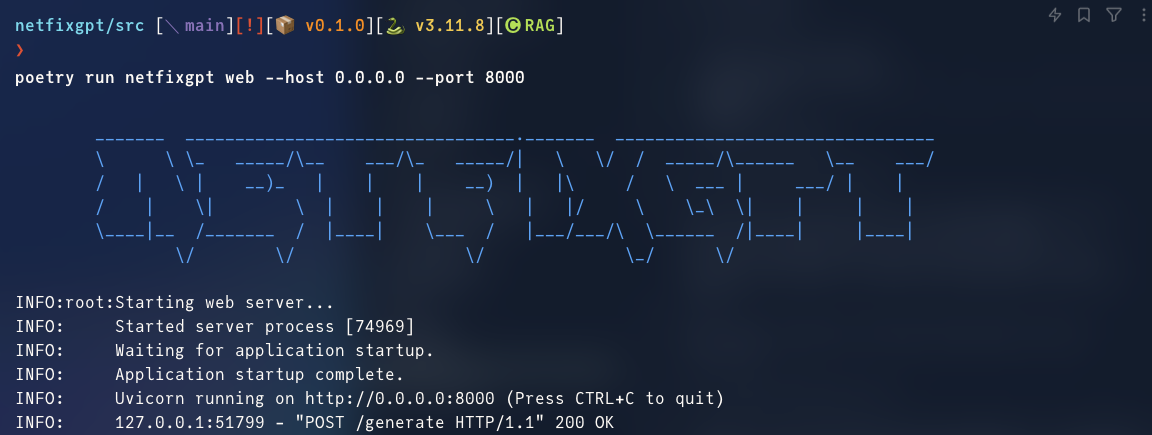 netfixgpt/src [ main][!][📦 v0.1.0][🐍 v3.11.8][🅒 RAG]
❯
poetry run netfixgpt web --host 0.0.0.0 --port 8000
NETFIXGPT
INFO:root:Starting web server...
INFO:     Started server process [74969]
INFO:     Waiting for application startup.
INFO:     Application startup complete.
INFO:     Uvicorn running on http://0.0.0.0:8000 (Press CTRL+C to quit)
INFO:     127.0.0.1:51799 - "POST /generate HTTP/1.1" 200 OK